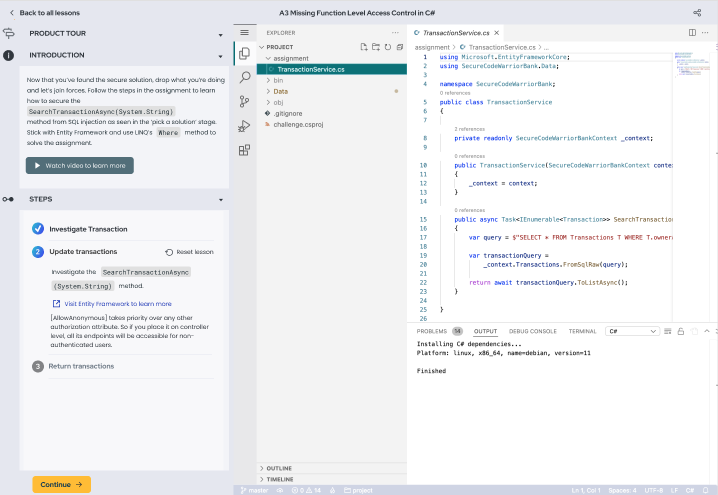 Back to all lessons
A3 Missing Function Level Access Control in C#
PRODUCT TOUR
INTRODUCTION
Now that you've found the secure solution, drop what you're doing
and let's join forces. Follow the steps in the assignment to learn
how to secure the
SearchTransactionAsync(System.String)
method from SQL injection as seen in the 'pick a solution' stage.
Stick with Entity Framework and use LINQ's Where method to
solve the assignment.
Watch video to learn more
STEPS
Investigate Transaction
2 Update transactions
Reset lesson
Investigate the SearchTransactionAsync
(System.String) method.
Visit Entity Framework to learn more
[AllowAnonymous] takes priority over any other
authorization attribute. So if you place it on controller
level, all its endpoints will be accessible for non-
authenticated users.
3 Return transactions
Continue →
EXPLORER
PROJECT
assignment
TransactionService.cs
bin
Data
obj
.gitignore
challenge.csproj
OUTLINE
TIMELINE
TransactionService.cs
assignment > TransactionService.cs > ...
1 using Microsoft.EntityFrameworkCore;
2 using SecureCodeWarriorBank.Data;
3
4 namespace SecureCodeWarriorBank;
0 references
5 public class TransactionService
6 {
7
2 references
8 private readonly SecureCodeWarriorBankContext _context;
9
0 references
10 public TransactionService(SecureCodeWarriorBankContext conte
11 {
12 _context = context;
13 }
14
0 references
15 public async Task<IEnumerable<Transaction>> SearchTransaction
16 {
17 var query = $"SELECT * FROM Transactions T WHERE T.owner
18
19 var transactionQuery =
20 _context.Transactions.FromSqlRaw(query);
21
22 return await transactionQuery.ToListAsync();
23 }
24
25 }
26
PROBLEMS 14 OUTPUT DEBUG CONSOLE TERMINAL C#
Installing C# dependencies...
Platform: linux, x86_64, name=debian, version=11
Finished
master 0 14 project Ln 1, Col 1 Spaces: 4 UTF-8 LF C#